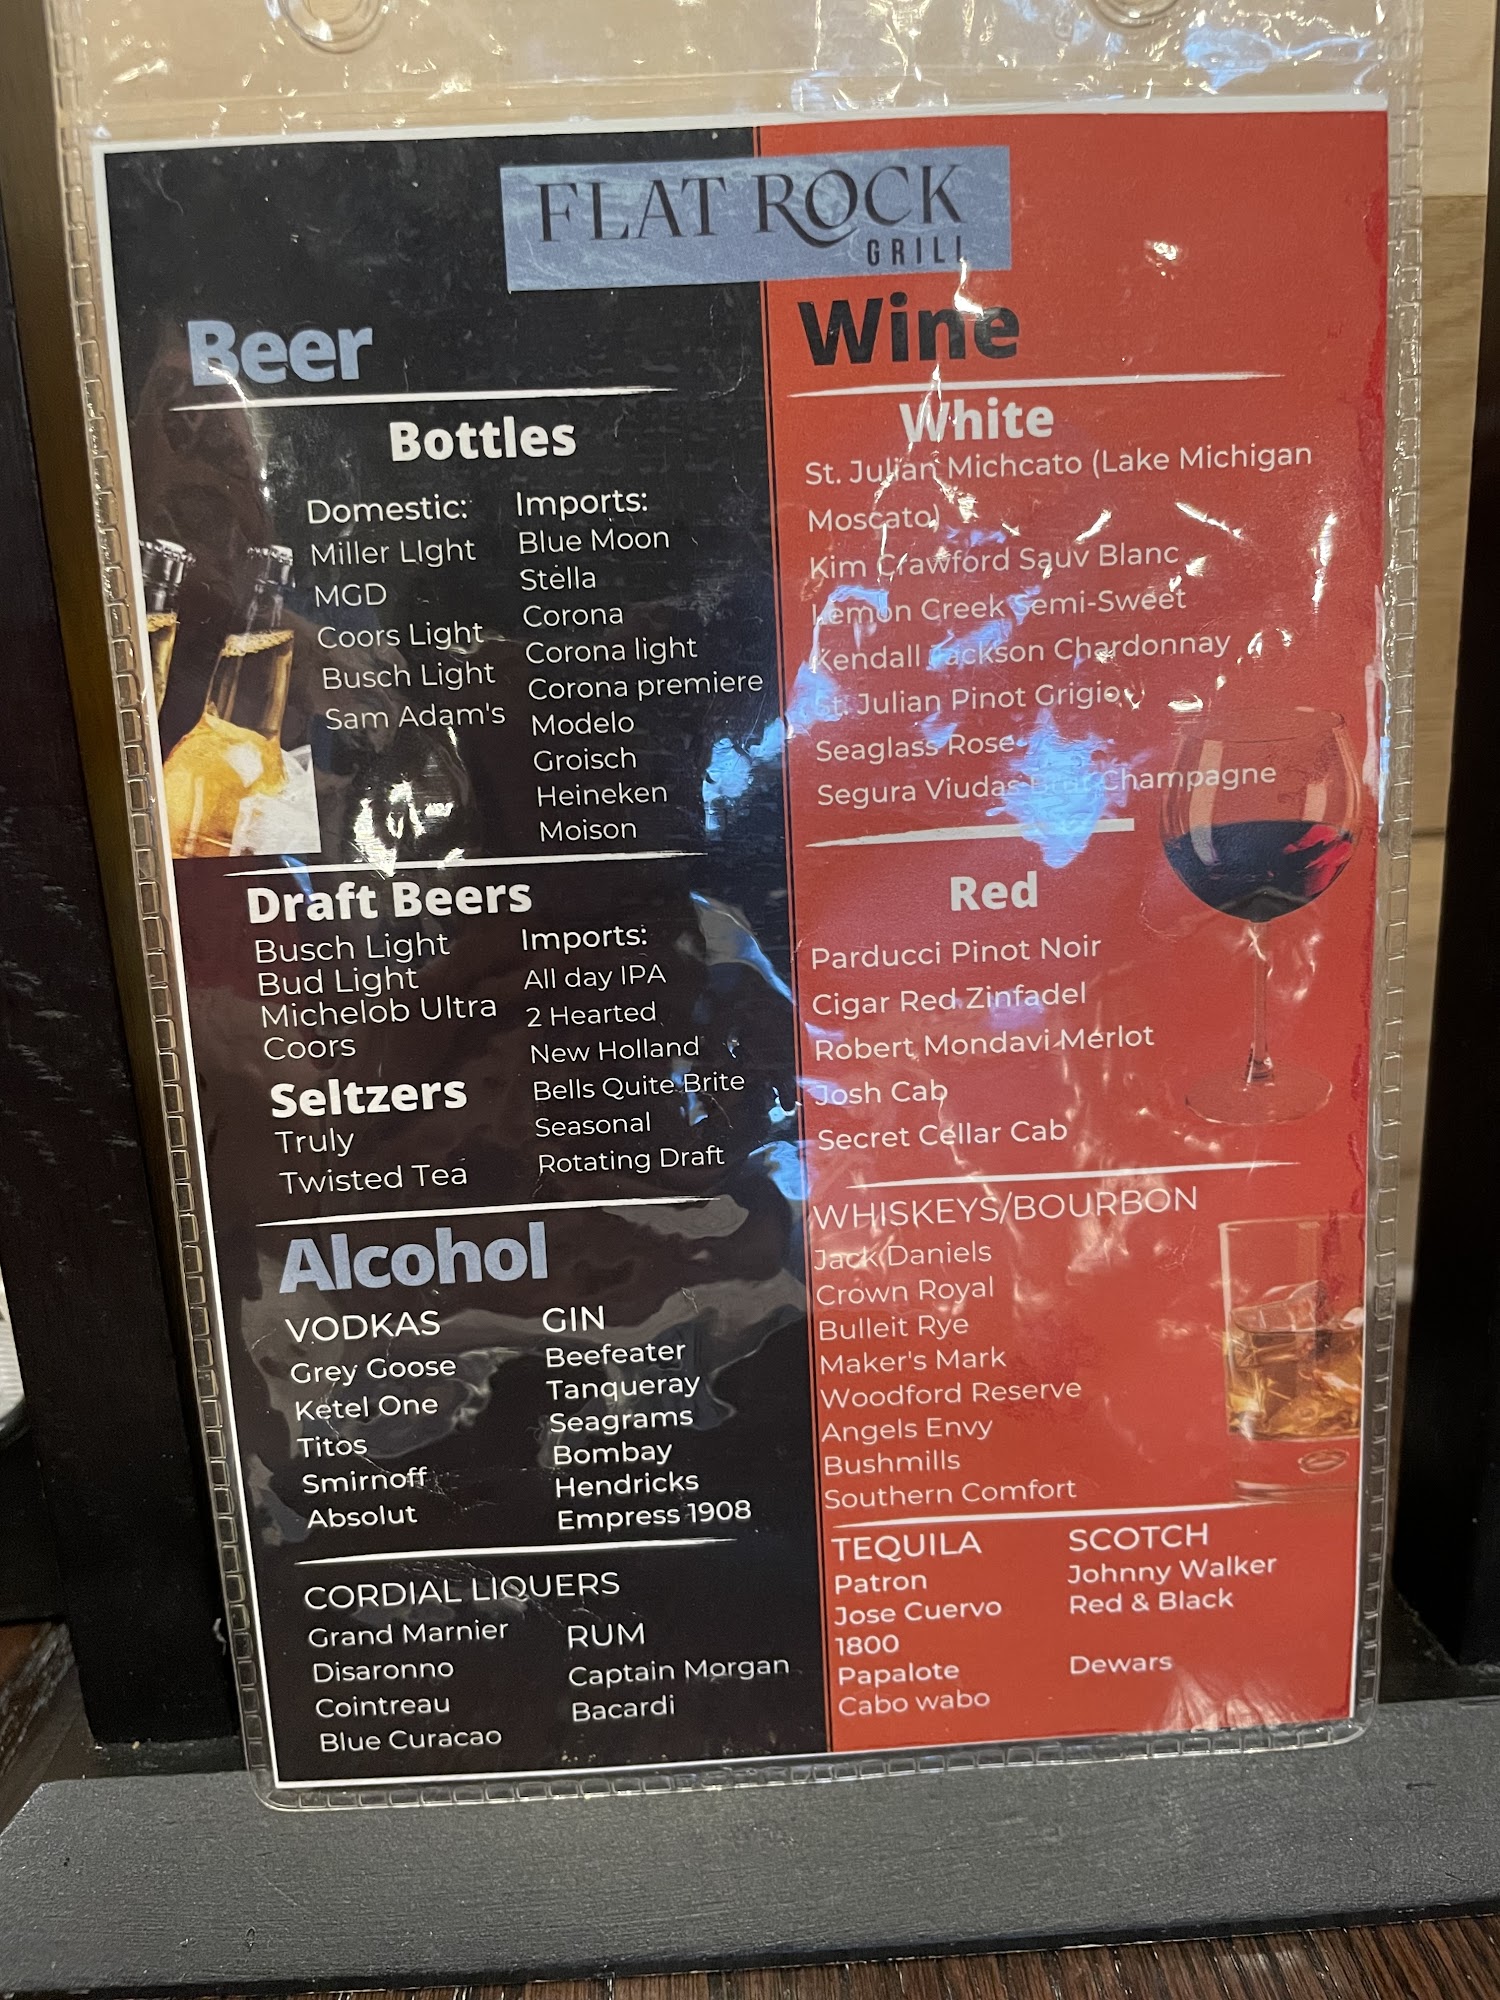 FLAT ROCK
GRILL
Beer
Bottles
Domestic:
Miller LIght
MGD
Coors Light
Busch Light
Sam Adam's
Imports:
Blue Moon
Stella
Corona
Corona light
Corona premiere
Modelo
Groisch
Heineken
Moison
Draft Beers
Busch Light
Bud Light
Michelob Ultra
Coors
Imports:
All day IPA
2 Hearted
New Holland
Bells Quite Brite
Seasonal
Rotating Draft
Seltzers
Truly
Twisted Tea
Alcohol
VODKAS
Grey Goose
Ketel One
Titos
Smirnoff
Absolut
GIN
Beefeater
Tanqueray
Seagrams
Bombay
Hendricks
Empress 1908
CORDIAL LIQUERS
Grand Marnier
Disaronno
Cointreau
Blue Curacao
RUM
Captain Morgan
Bacardi
Wine
White
St. Julian Michcato (Lake Michigan
Moscato)
Kim Crawford Sauv Blanc
Lemon Creek Semi-Sweet
Kendall Jackson Chardonnay
St. Julian Pinot Grigio
Seaglass Rose
Segura Viudas Brut Champagne
Red
Parducci Pinot Noir
Cigar Red Zinfadel
Robert Mondavi Merlot
Josh Cab
Secret Cellar Cab
WHISKEYS/BOURBON
Jack Daniels
Crown Royal
Bulleit Rye
Maker's Mark
Woodford Reserve
Angels Envy
Bushmills
Southern Comfort
TEQUILA
Patron
Jose Cuervo
1800
Papalote
Cabo wabo
SCOTCH
Johnny Walker
Red & Black
Dewars